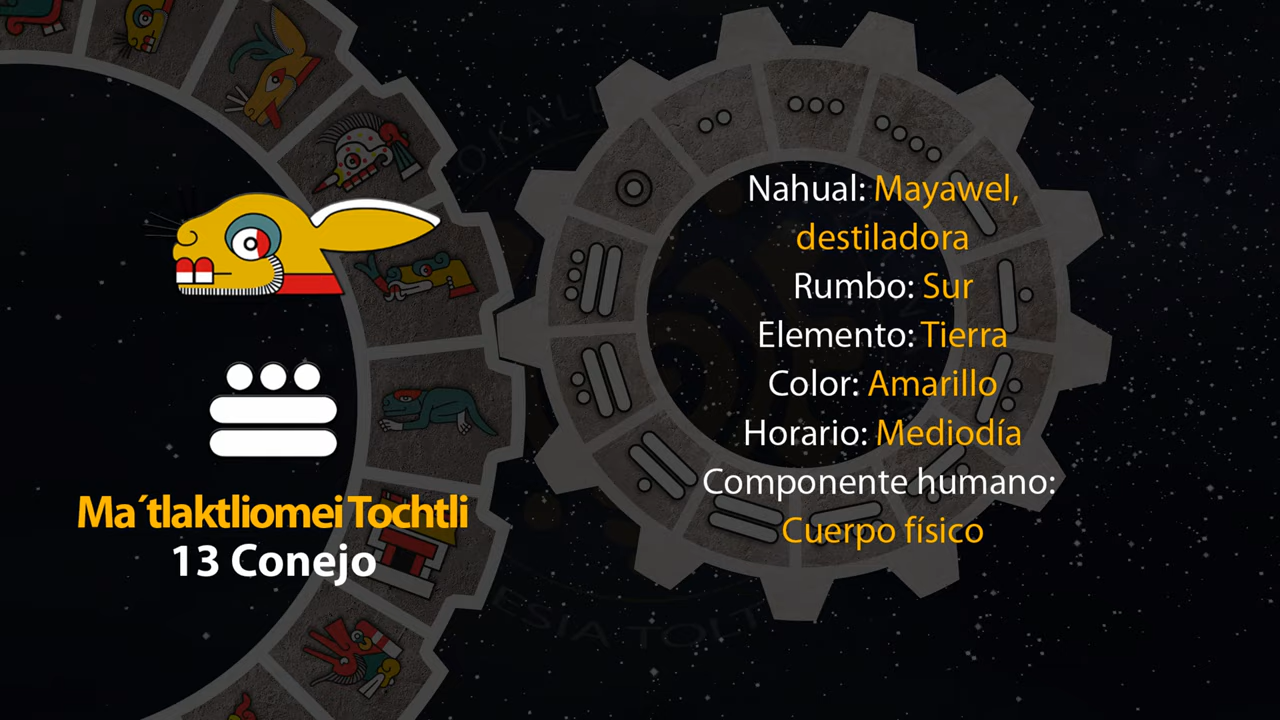 Nahual: Mayawel,
destiladora
Rumbo: Sur
Elemento: Tierra
Color: Amarillo
Horario: Mediodía
Componente humano:
Cuerpo físico
Ma´tlaktliomei Tochtli
13 Conejo